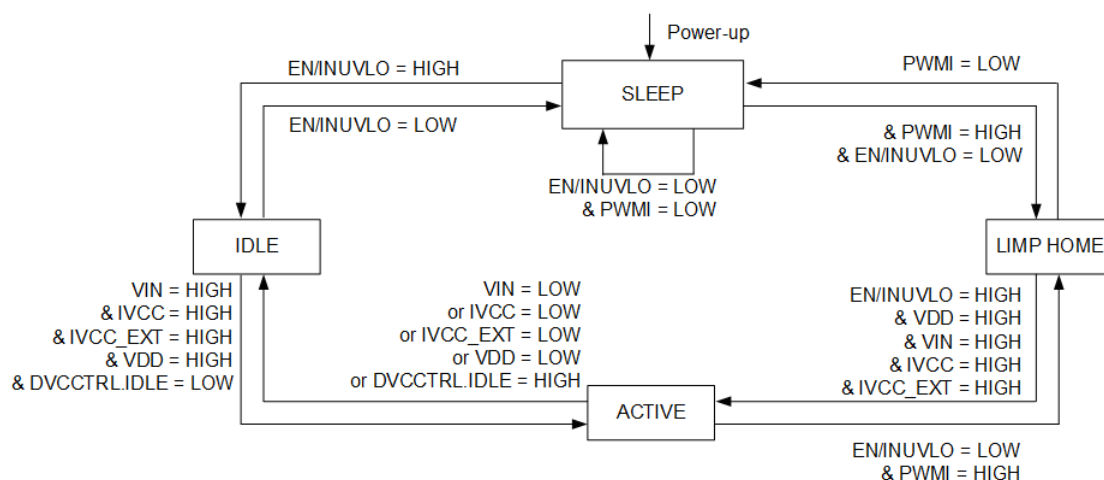 Power-up
EN/INUVLO = HIGH
PWMI = LOW
SLEEP
EN/INUVLO = LOW
& PWMI = HIGH
& EN/INUVLO = LOW
EN/INUVLO = LOW
& PWMI = LOW
IDLE
LIMP HOME
VIN = HIGH
& IVCC = HIGH
& IVCC_EXT = HIGH
& VDD = HIGH
& DVCCTRL.IDLE = LOW
VIN = LOW
or IVCC = LOW
or IVCC_EXT = LOW
or VDD = LOW
or DVCCTRL.IDLE = HIGH
EN/INUVLO = HIGH
& VDD = HIGH
& VIN = HIGH
& IVCC = HIGH
& IVCC_EXT = HIGH
ACTIVE
EN/INUVLO = LOW
& PWMI = HIGH